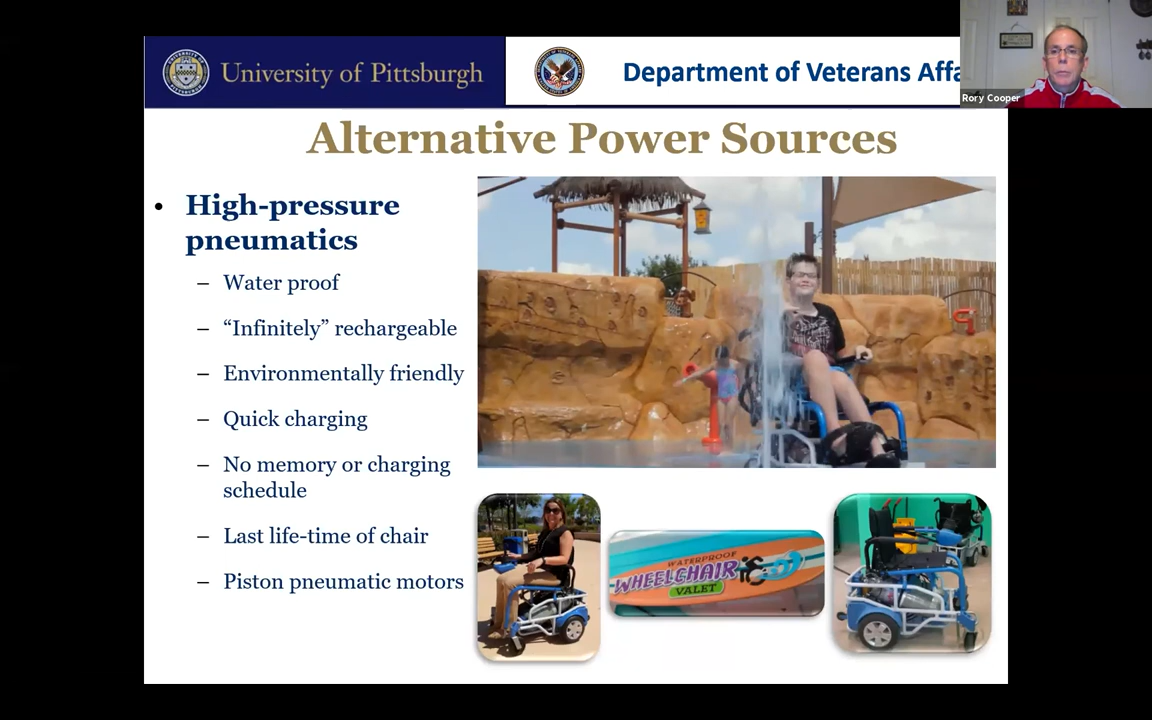 University of Pittsburgh
Department of Veterans Affa
Rory Cooper
Alternative Power Sources
• High-pressure
pneumatics
– Water proof
– “Infinitely” rechargeable
– Environmentally friendly
– Quick charging
– No memory or charging
schedule
– Last life-time of chair
– Piston pneumatic motors
WATERPROOF
WHEELCHAIR
VALET